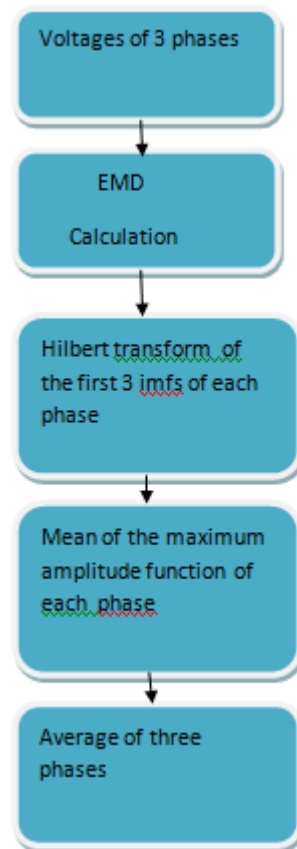 Voltages of 3 phases
EMD
Calculation
Hilbert transform of
the first 3 imfs of each
phase
Mean of the maximum
amplitude function of
each phase
Average of three
phases